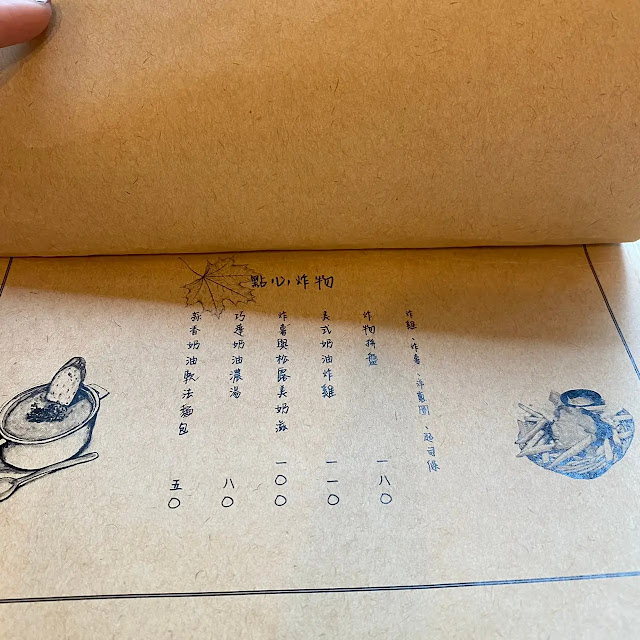 點心炸物
炸雞、炸薯、洋蔥圈、起司條
炸物拼盤 一八〇
美式奶油炸雞 一一〇
炸薯與松露美奶滋 一〇〇
巧達奶油濃湯 八〇
蒜香奶油軟法麵包 五〇